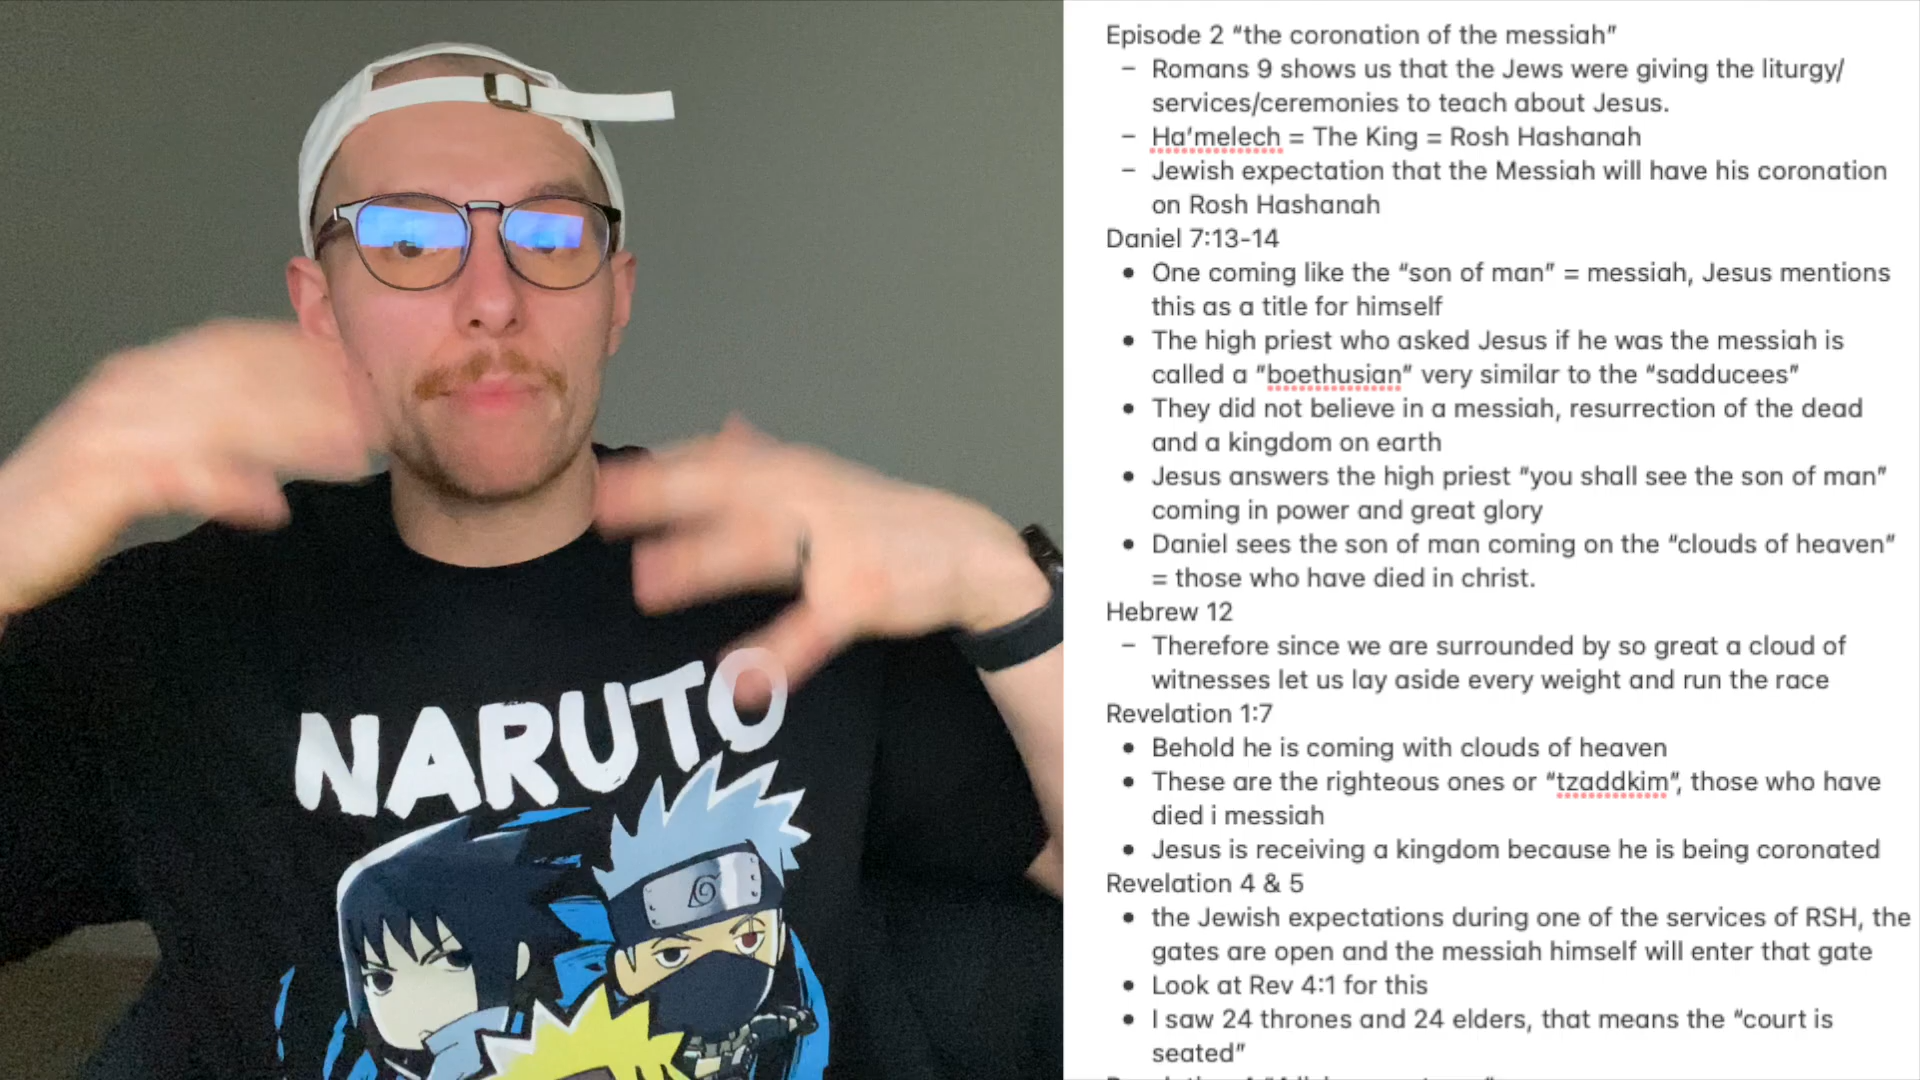 NARUTO
Episode 2 “the coronation of the messiah”
– Romans 9 shows us that the Jews were giving the liturgy/
services/ceremonies to teach about Jesus.
– Ha’melech = The King = Rosh Hashanah
– Jewish expectation that the Messiah will have his coronation
on Rosh Hashanah
Daniel 7:13-14
• One coming like the “son of man” = messiah, Jesus mentions
this as a title for himself
• The high priest who asked Jesus if he was the messiah is
called a “boethusian” very similar to the “sadducees”
• They did not believe in a messiah, resurrection of the dead
and a kingdom on earth
• Jesus answers the high priest “you shall see the son of man”
coming in power and great glory
• Daniel sees the son of man coming on the “clouds of heaven”
= those who have died in christ.
Hebrew 12
– Therefore since we are surrounded by so great a cloud of
witnesses let us lay aside every weight and run the race
Revelation 1:7
• Behold he is coming with clouds of heaven
• These are the righteous ones or “tzaddkim”, those who have
died i messiah
• Jesus is receiving a kingdom because he is being coronated
Revelation 4 & 5
• the Jewish expectations during one of the services of RSH, the
gates are open and the messiah himself will enter that gate
• Look at Rev 4:1 for this
• I saw 24 thrones and 24 elders, that means the “court is
seated”